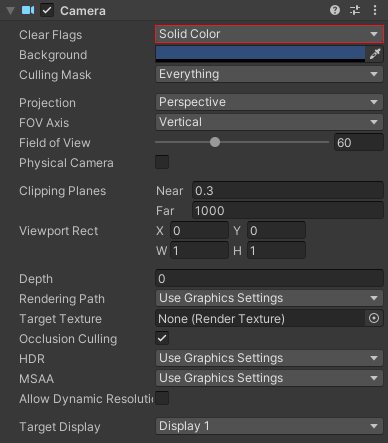 Camera
Clear Flags Solid Color
Background
Culling Mask Everything
Projection Perspective
FOV Axis Vertical
Field of View 60
Physical Camera
Clipping Planes Near 0.3
Far 1000
Viewport Rect X 0 Y 0
W 1 H 1
Depth 0
Rendering Path Use Graphics Settings
Target Texture None (Render Texture)
Occlusion Culling
HDR Use Graphics Settings
MSAA Use Graphics Settings
Allow Dynamic Resolutio
Target Display Display 1